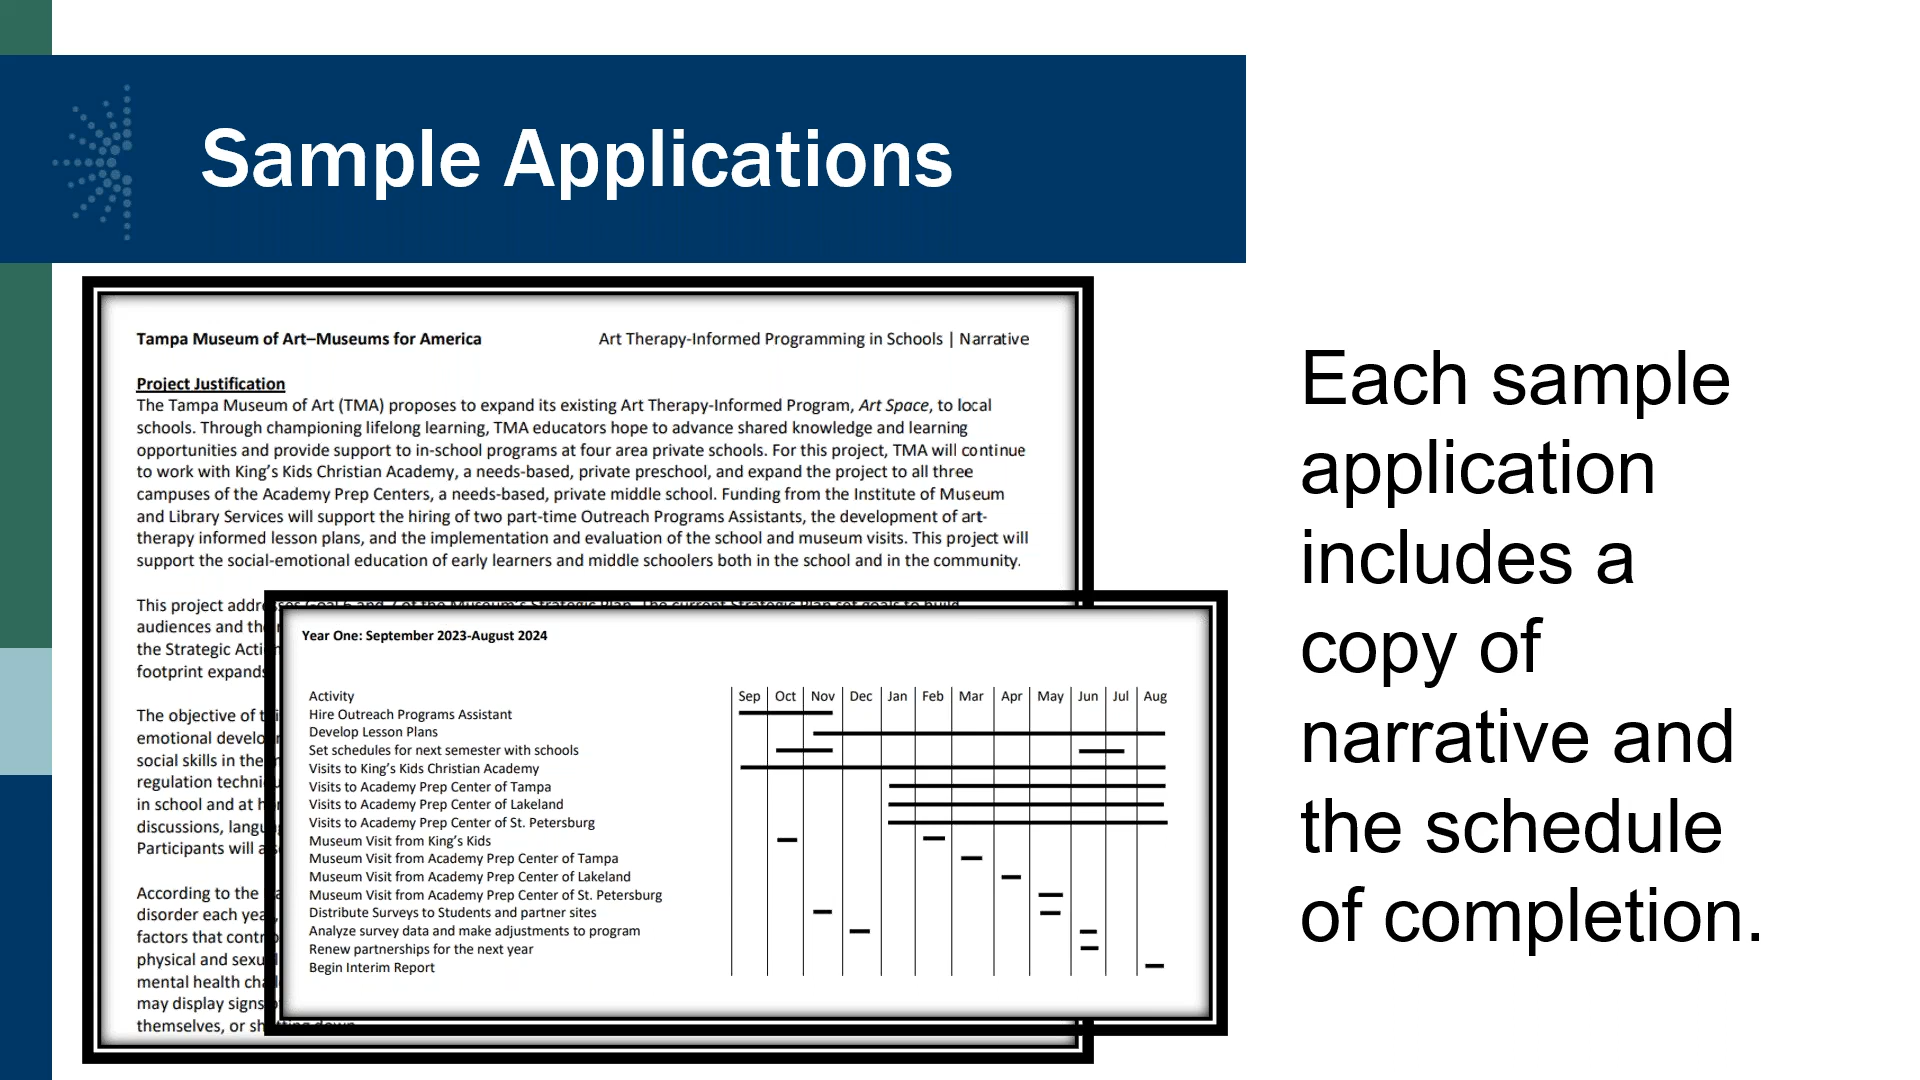 Sample Applications
Tampa Museum of Art–Museums for America
Art Therapy-Informed Programming in Schools | Narrative
Project Justification
The Tampa Museum of Art (TMA) proposes to expand its existing Art Therapy-Informed Program, Art Space, to local
schools. Through championing lifelong learning, TMA educators hope to advance shared knowledge and learning
opportunities and provide support to in-school programs at four area private schools. For this project, TMA will continue
to work with King’s Kids Christian Academy, a needs-based, private preschool, and expand the project to all three
campuses of the Academy Prep Centers, a needs-based, private middle school. Funding from the Institute of Museum
and Library Services will support the hiring of two part-time Outreach Programs Assistants, the development of art-
therapy informed lesson plans, and the implementation and evaluation of the school and museum visits. This project will
support the social-emotional education of early learners and middle schoolers both in the school and in the community.
This project
audiences and
the Strategic
footprint expands
The objective of
emotional
social skills in the
regulation
in school and at
discussions,
Participants will
According to the
disorder each year,
factors that
physical and
mental health
may display signs
themselves, or
Year One: September 2023-August 2024
Activity Sep Oct Nov Dec Jan Feb Mar Apr May Jun Jul Aug
Hire Outreach Programs Assistant
Develop Lesson Plans
Set schedules for next semester with schools
Visits to King’s Kids Christian Academy
Visits to Academy Prep Center of Tampa
Visits to Academy Prep Center of Lakeland
Visits to Academy Prep Center of St. Petersburg
Museum Visit from King’s Kids
Museum Visit from Academy Prep Center of Tampa
Museum Visit from Academy Prep Center of Lakeland
Museum Visit from Academy Prep Center of St. Petersburg
Distribute Surveys to Students and partner sites
Analyze survey data and make adjustments to program
Renew partnerships for the next year
Begin Interim Report
Each sample
application
includes a
copy of
narrative and
the schedule
of completion.